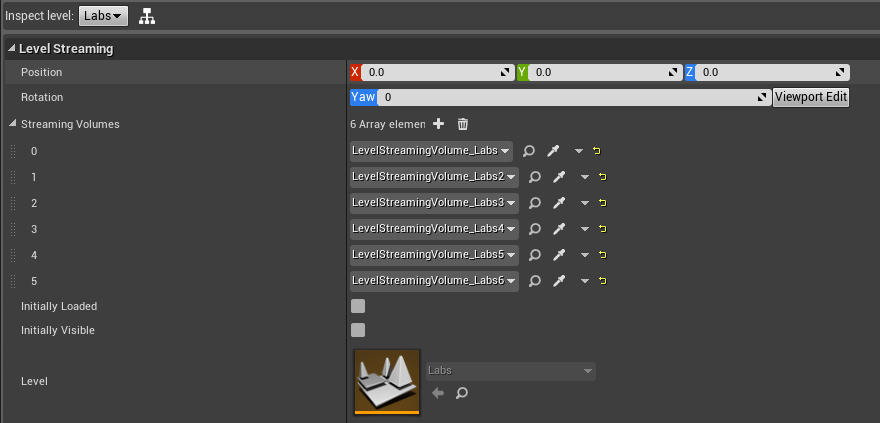 Inspect level: Labs
Level Streaming
Position X 0.0 Y 0.0 Z 0.0
Rotation Yaw 0 Viewport Edit
Streaming Volumes 6 Array elemen
0 LevelStreamingVolume_Labs
1 LevelStreamingVolume_Labs2
2 LevelStreamingVolume_Labs3
3 LevelStreamingVolume_Labs4
4 LevelStreamingVolume_Labs5
5 LevelStreamingVolume_Labs6
Initially Loaded
Initially Visible
Level Labs